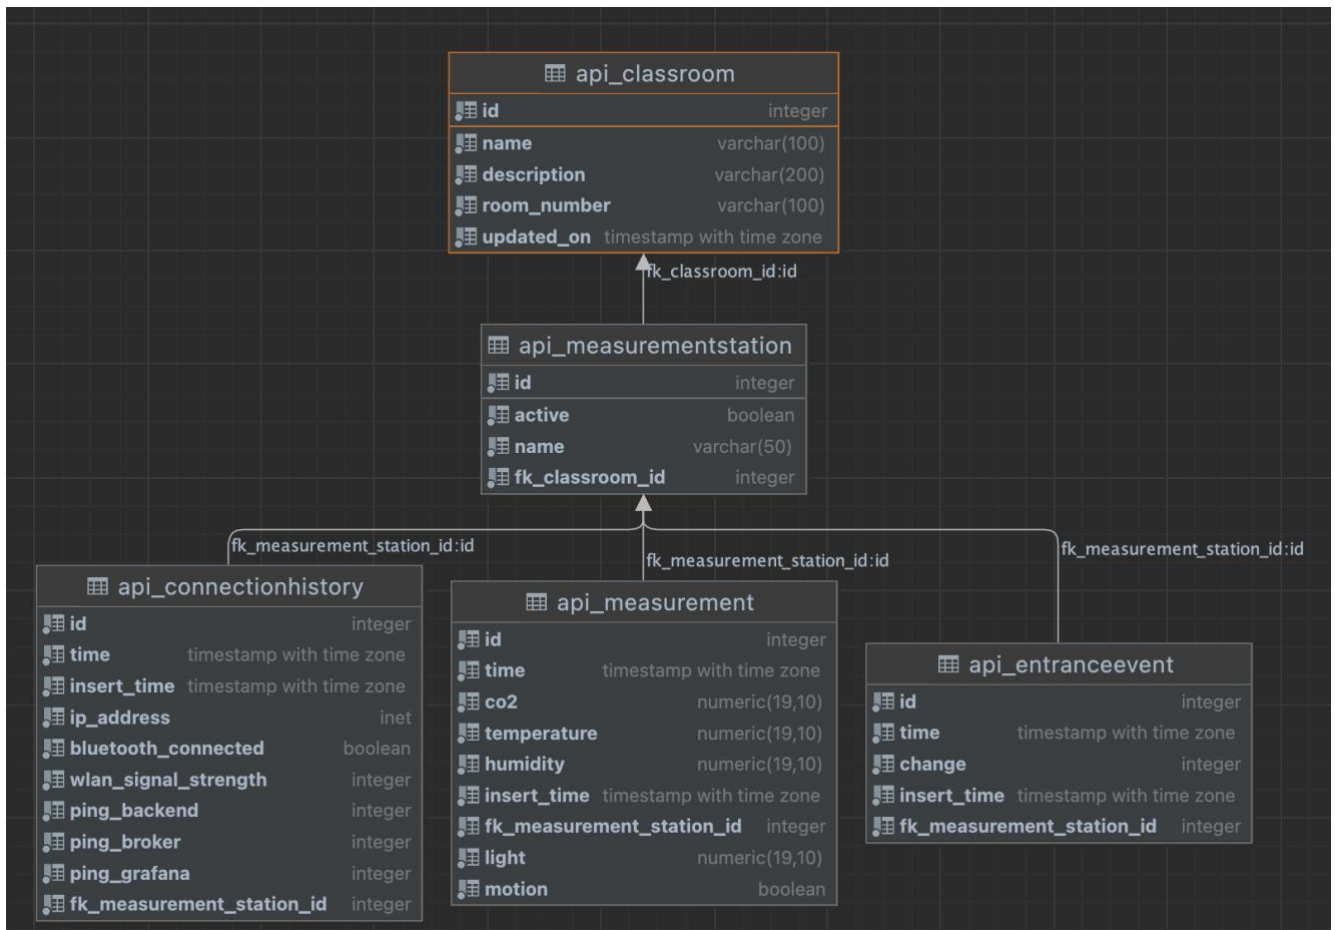 api_classroom
id integer
name varchar(100)
description varchar(200)
room_number varchar(100)
updated_on timestamp with time zone
fk_classroom_id:id
api_measurementstation
id integer
active boolean
name varchar(50)
fk_classroom_id integer
fk_measurement_station_id:id
fk_measurement_station_id:id
fk_measurement_station_id:id
api_connectionhistory
id integer
time timestamp with time zone
insert_time timestamp with time zone
ip_address inet
bluetooth_connected boolean
wlan_signal_strength integer
ping_backend integer
ping_broker integer
ping_grafana integer
fk_measurement_station_id integer
api_measurement
id integer
time timestamp with time zone
co2 numeric(19,10)
temperature numeric(19,10)
humidity numeric(19,10)
insert_time timestamp with time zone
fk_measurement_station_id integer
light numeric(19,10)
motion boolean
api_entranceevent
id integer
time timestamp with time zone
change integer
insert_time timestamp with time zone
fk_measurement_station_id integer